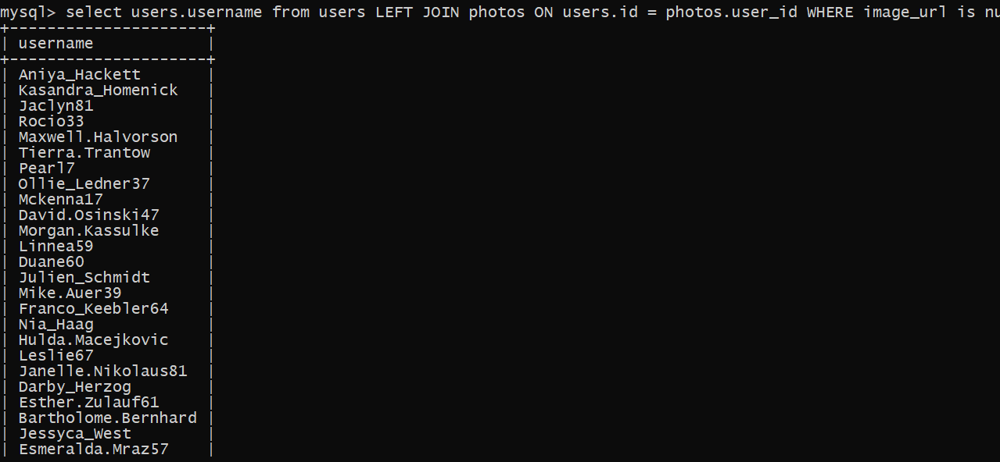 mysql> select users.username from users LEFT JOIN photos ON users.id = photos.user_id WHERE image_url is nu
+---------------------+
| username            |
+---------------------+
| Aniya_Hackett       |
| Kasandra_Homenick   |
| Jaclyn81            |
| Rocio33             |
| Maxwell.Halvorson   |
| Tierra.Trantow      |
| Pearl7              |
| Ollie_Ledner37      |
| Mckenna17           |
| David.Osinski47     |
| Morgan.Kassulke     |
| Linnea59            |
| Duane60             |
| Julien_Schmidt      |
| Mike.Auer39         |
| Franco_Keebler64    |
| Nia_Haag            |
| Hulda.Macejkovic    |
| Leslie67            |
| Janelle.Nikolaus81  |
| Darby_Herzog        |
| Esther.Zulauf61     |
| Bartholome.Bernhard |
| Jessyca_West        |
| Esmeralda.Mraz57    |